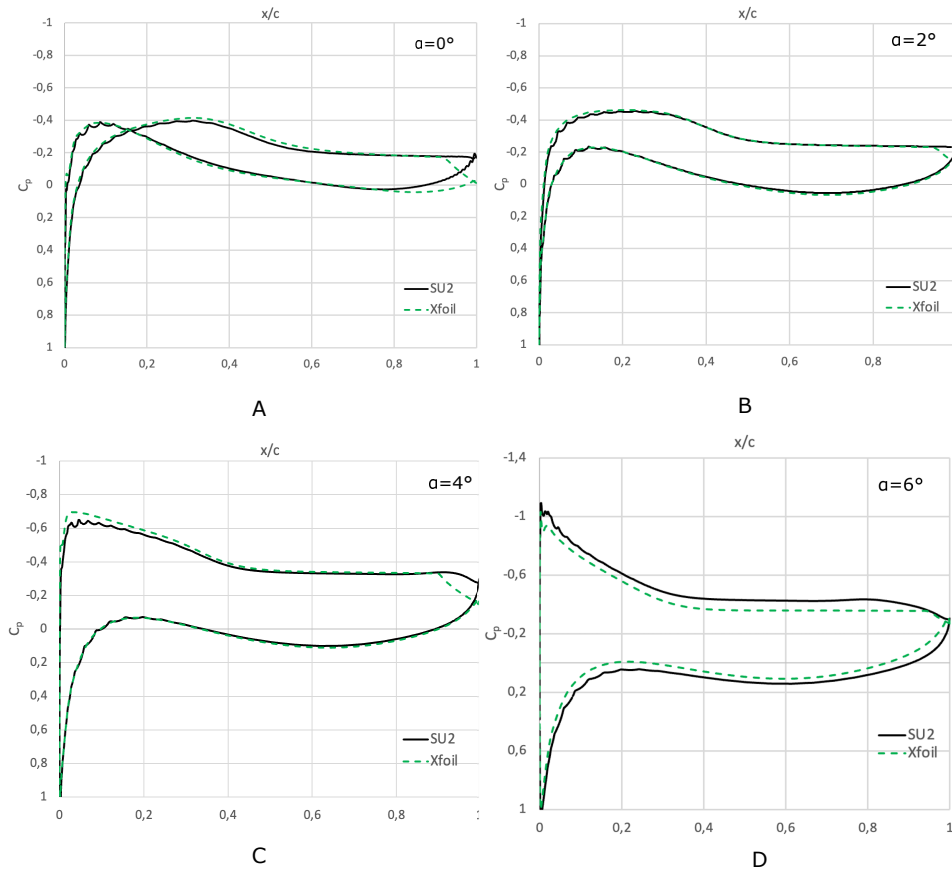 x/c
α=0°
-1
-0,8
-0,6
-0,4
-0,2
0
0,2
0,4
0,6
0,8
1
Cp
SU2
Xfoil
0 0,2 0,4 0,6 0,8 1
A
x/c
α=2°
-1
-0,8
-0,6
-0,4
-0,2
0
0,2
0,4
0,6
0,8
1
Cp
SU2
Xfoil
0 0,2 0,4 0,6 0,8
B
x/c
α=4°
-1
-0,8
-0,6
-0,4
-0,2
0
0,2
0,4
0,6
0,8
1
Cp
SU2
Xfoil
0 0,2 0,4 0,6 0,8
C
x/c
α=6°
-1,4
-1
-0,6
-0,2
0,2
0,6
1
Cp
SU2
Xfoil
0 0,2 0,4 0,6 0,8 1
D